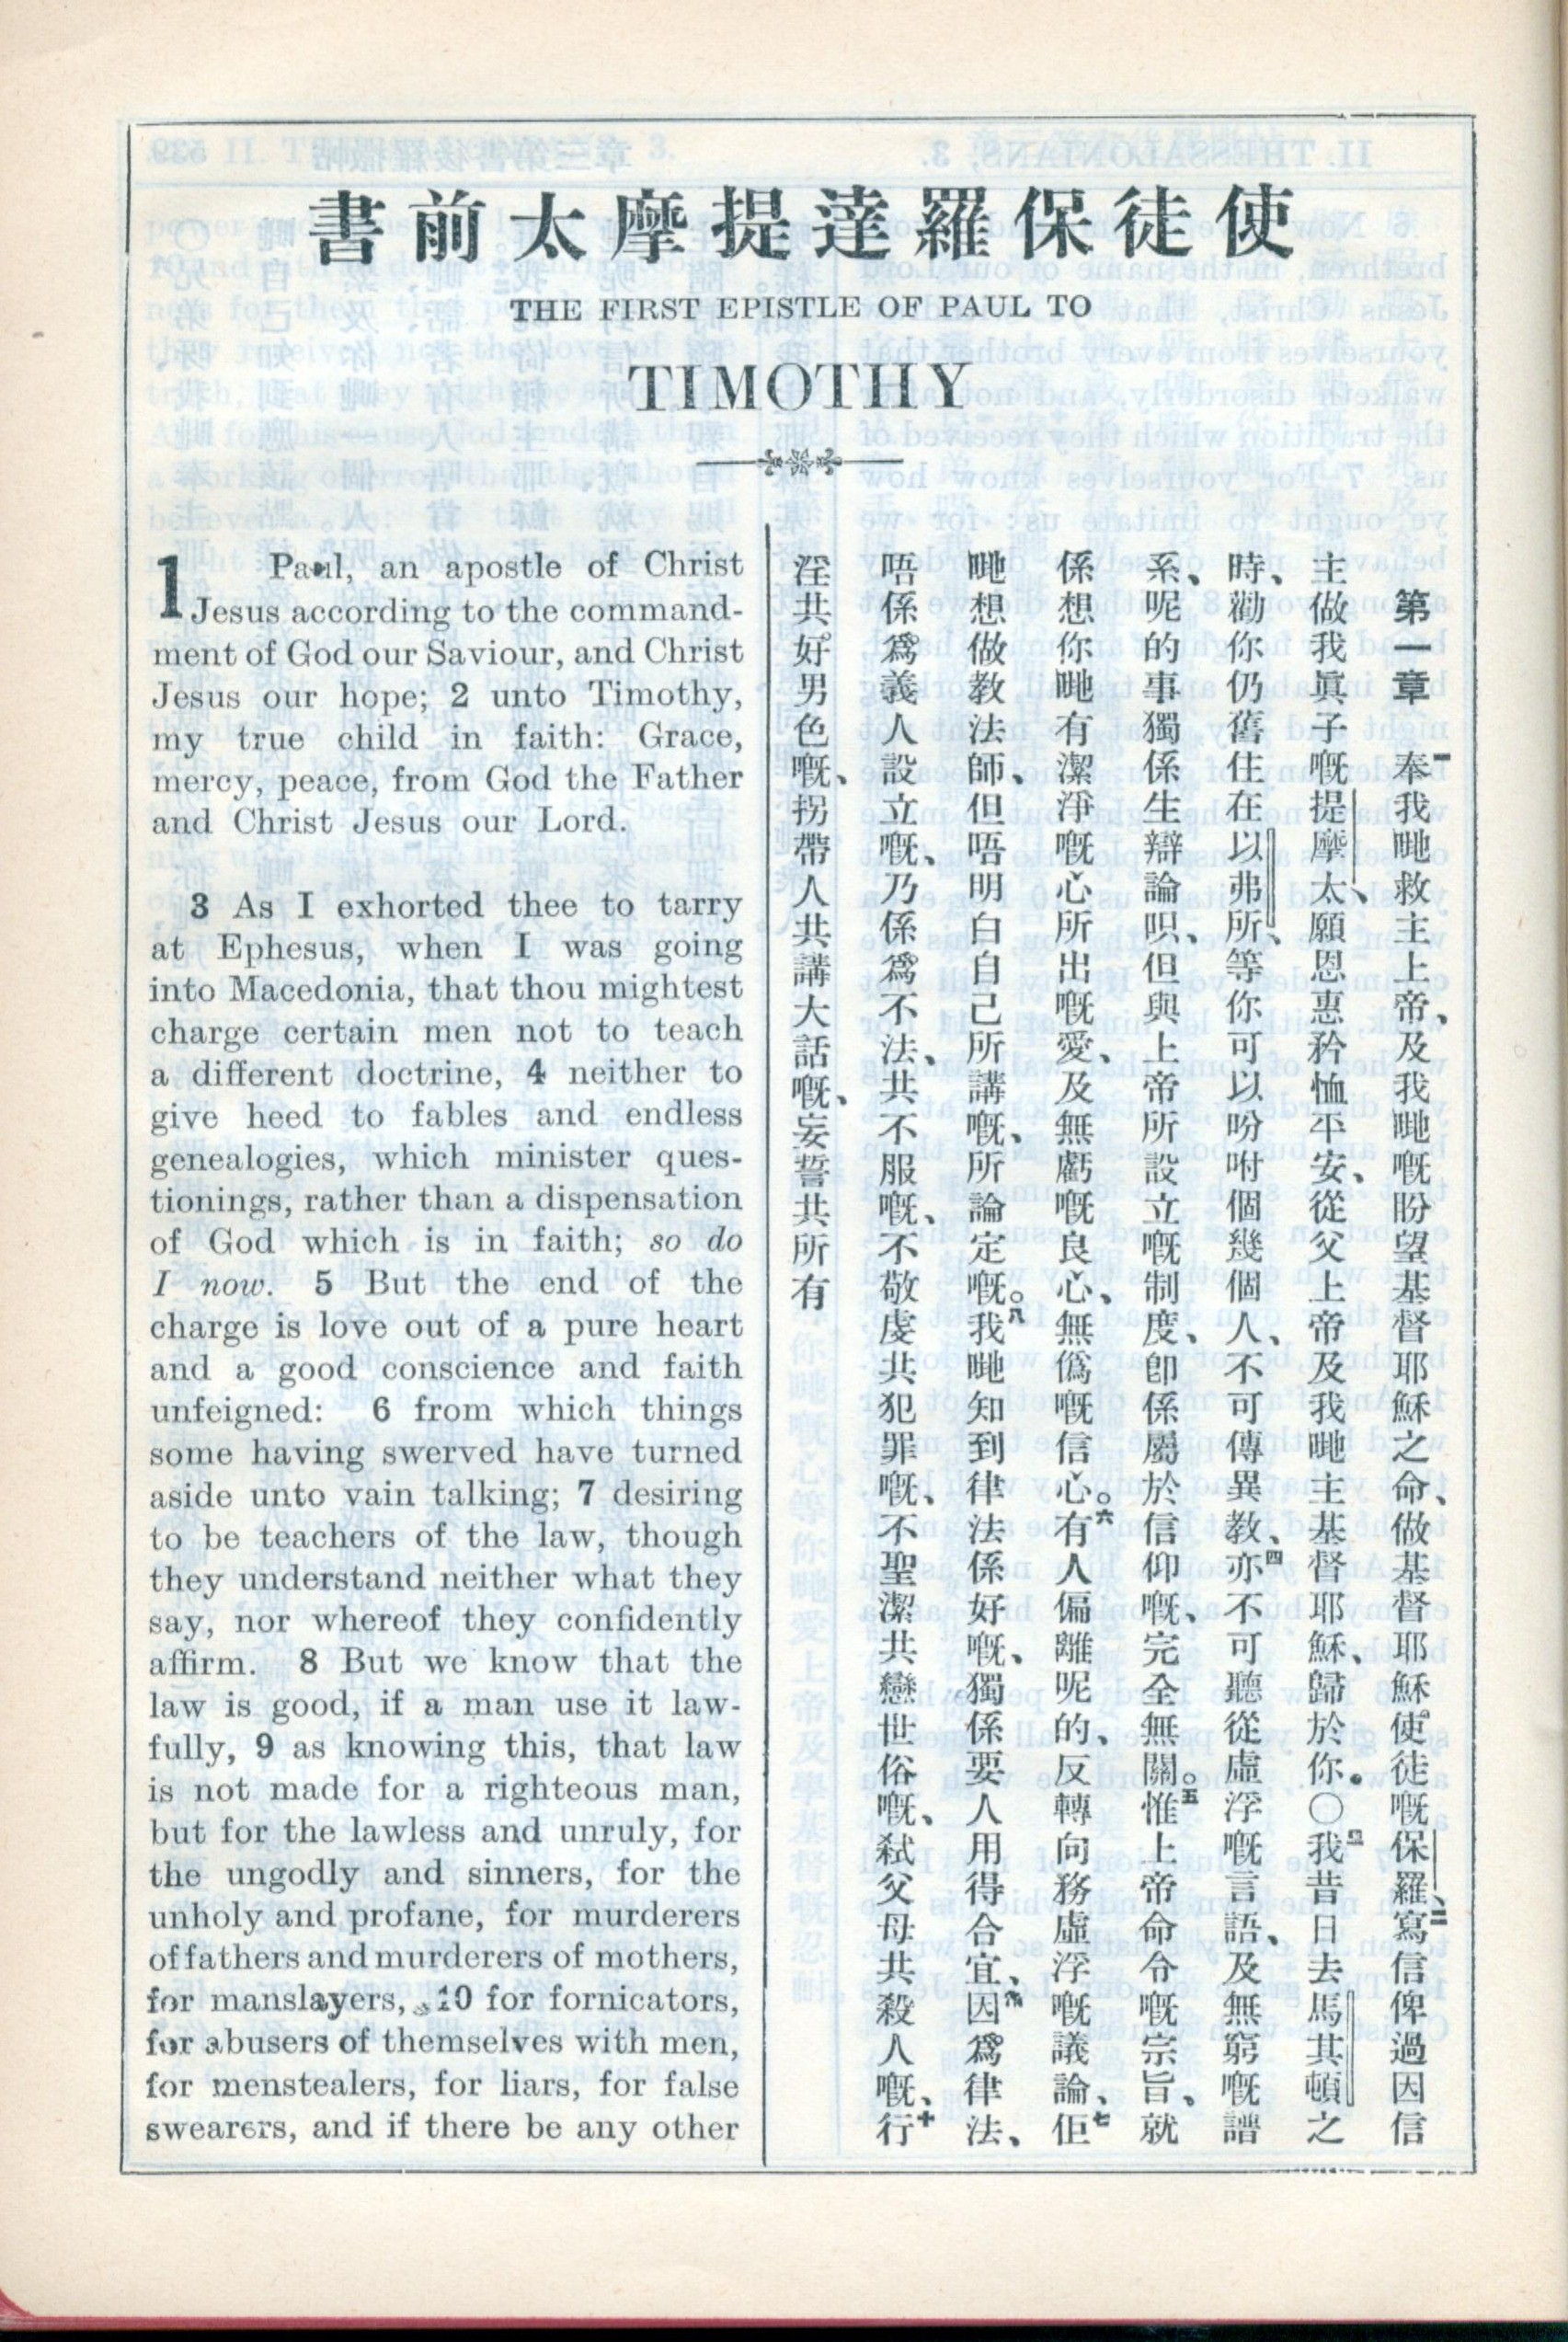 使徒保羅達提摩太前書
THE FIRST EPISTLE OF PAUL TO
TIMOTHY
1 Paul, an apostle of Christ
Jesus according to the command-
ment of God our Saviour, and Christ
Jesus our hope; 2 unto Timothy,
my true child in faith: Grace,
mercy, peace, from God the Father
and Christ Jesus our Lord.
3 As I exhorted thee to tarry
at Ephesus, when I was going
into Macedonia, that thou mightest
charge certain men not to teach
a different doctrine, 4 neither to
give heed to fables and endless
genealogies, which minister ques-
tionings, rather than a dispensation
of God which is in faith; so do
I now. 5 But the end of the
charge is love out of a pure heart
and a good conscience and faith
unfeigned: 6 from which things
some having swerved have turned
aside unto vain talking; 7 desiring
to be teachers of the law, though
they understand neither what they
say, nor whereof they confidently
affirm. 8 But we know that the
law is good, if a man use it law-
fully, 9 as knowing this, that law
is not made for a righteous man,
but for the lawless and unruly, for
the ungodly and sinners, for the
unholy and profane, for murderers
of fathers and murderers of mothers,
for manslayers, 10 for fornicators,
for abusers of themselves with men,
for menstealers, for liars, for false
swearers, and if there be any other
第一章 一奉我哋救主上帝、及我哋嘅盼望基督耶穌之命、做基督耶穌使徒嘅保羅、二寫信俾過因信
主做我眞子嘅提摩太、願恩惠矜恤平安、從父上帝及我哋主基督耶穌、歸於你。〇三我昔日去馬其頓之
時、勸你仍舊住在以弗所、等你可以吩咐個幾個人、不可傳異教、四亦不可聽從虛浮嘅言語、及無窮嘅譜
系、呢的事獨係生辯論呮、但與上帝所設立嘅制度、卽係屬於信仰嘅、完全無關。五惟上帝命令嘅宗旨、就
係想你哋有潔淨嘅心所出嘅愛、及無虧嘅良心、無僞嘅信心。六有人偏離呢的、反轉向務虛浮嘅議論、七佢
哋想做教法師、但唔明白自己所講嘅、所論定嘅。八我哋知到律法係好嘅、獨係要人用得合宜、九因爲律法、
唔係爲義人設立嘅、乃係爲不法、共不服嘅、不敬虔共犯罪嘅、不聖潔共戀世俗嘅、弒父母共殺人嘅、十行
淫共好男色嘅、拐帶人共講大話嘅、妄誓共所有